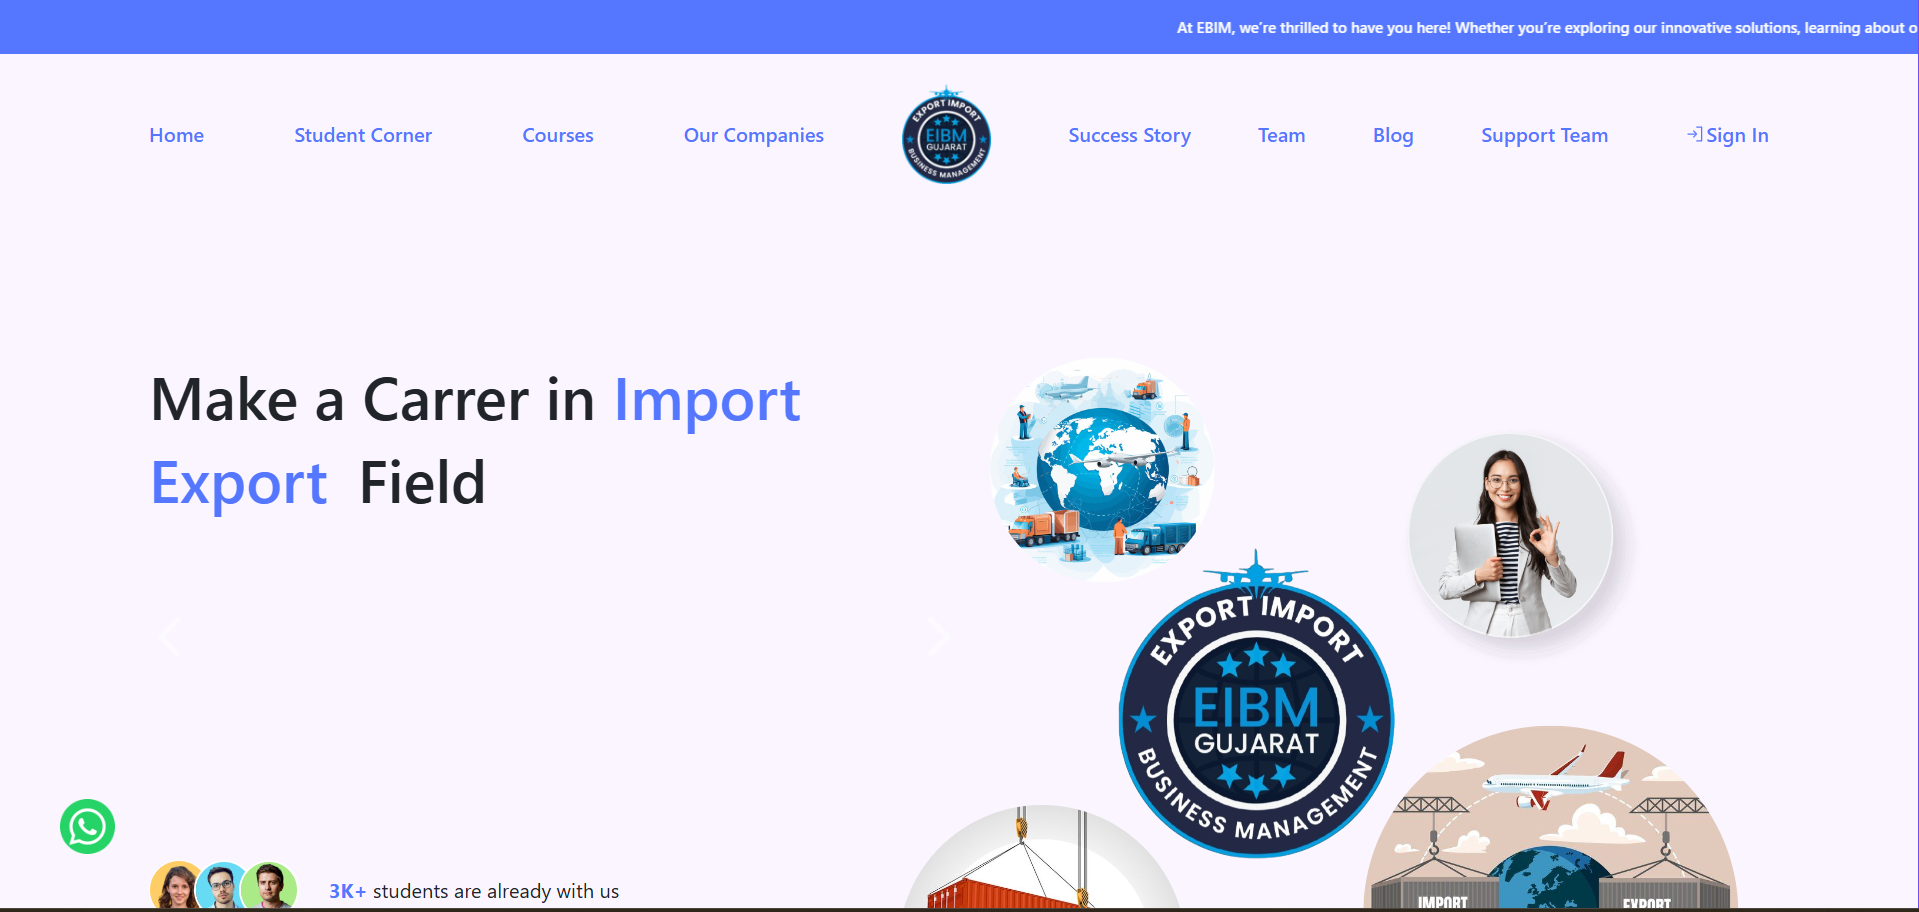 At EBIM, we're thrilled to have you here! Whether you're exploring our innovative solutions, learning about o
Home Student Corner Courses Our Companies Success Story Team Blog Support Team Sign In
EXPORT IMPORT
EIBM
GUJARAT
BUSINESS MANAGEMENT
Make a Carrer in Import
Export Field
EXPORT IMPORT
EIBM
GUJARAT
BUSINESS MANAGEMENT
3K+ students are already with us
IMPORT
EXPORT